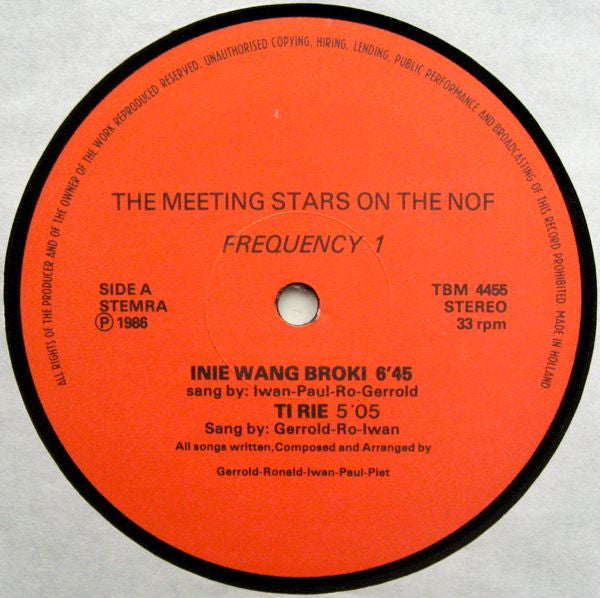 ALL RIGHTS OF THE PRODUCER AND OF THE OWNER OF THE WORK REPRODUCED RESERVED. UNAUTHORISED COPYING, HIRING, LENDING, PUBLIC PERFORMANCE AND BROADCASTING OF THIS RECORD PROHIBITED. MADE IN HOLLAND
THE MEETING STARS ON THE NOF
FREQUENCY 1
SIDE A
STEMRA
Ⓟ 1986
TBM 4455
STEREO
33 rpm
INIE WANG BROKI 6'45
sang by: Iwan-Paul-Ro-Gerrold
TI RIE 5'05
Sang by: Gerrold-Ro-Iwan
All songs written,Composed and Arranged by
Gerrold-Ronald-Iwan-Paul-Piet